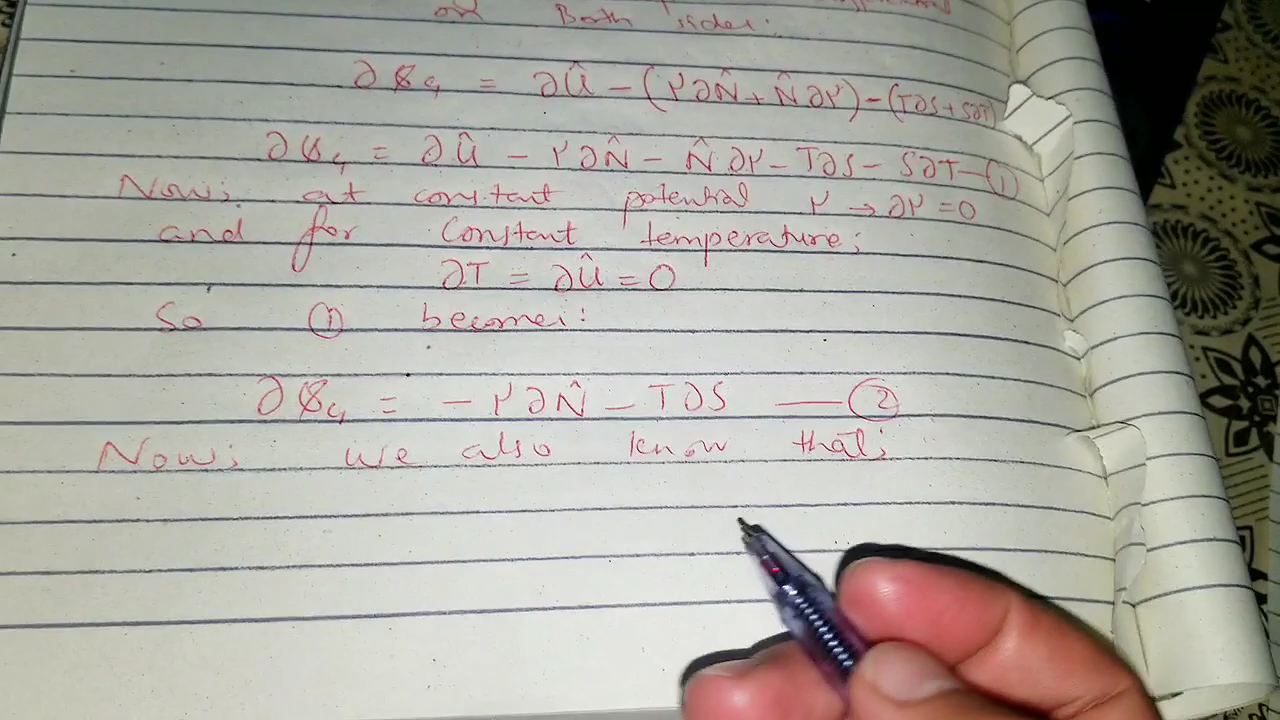 on Both sides:
∂Φ_G = ∂Û - (μ∂N̂ + N̂∂μ) - (T∂S + S∂T)
∂Φ_G = ∂Û - μ∂N̂ - N̂∂μ - T∂S - S∂T — ①
Now; at constant potential μ → ∂μ = 0
and for Constant temperature;
∂T = ∂Û = 0
So ① becomes:
∂Φ_G = - μ∂N̂ - T∂S — ②
Now; we also know that;